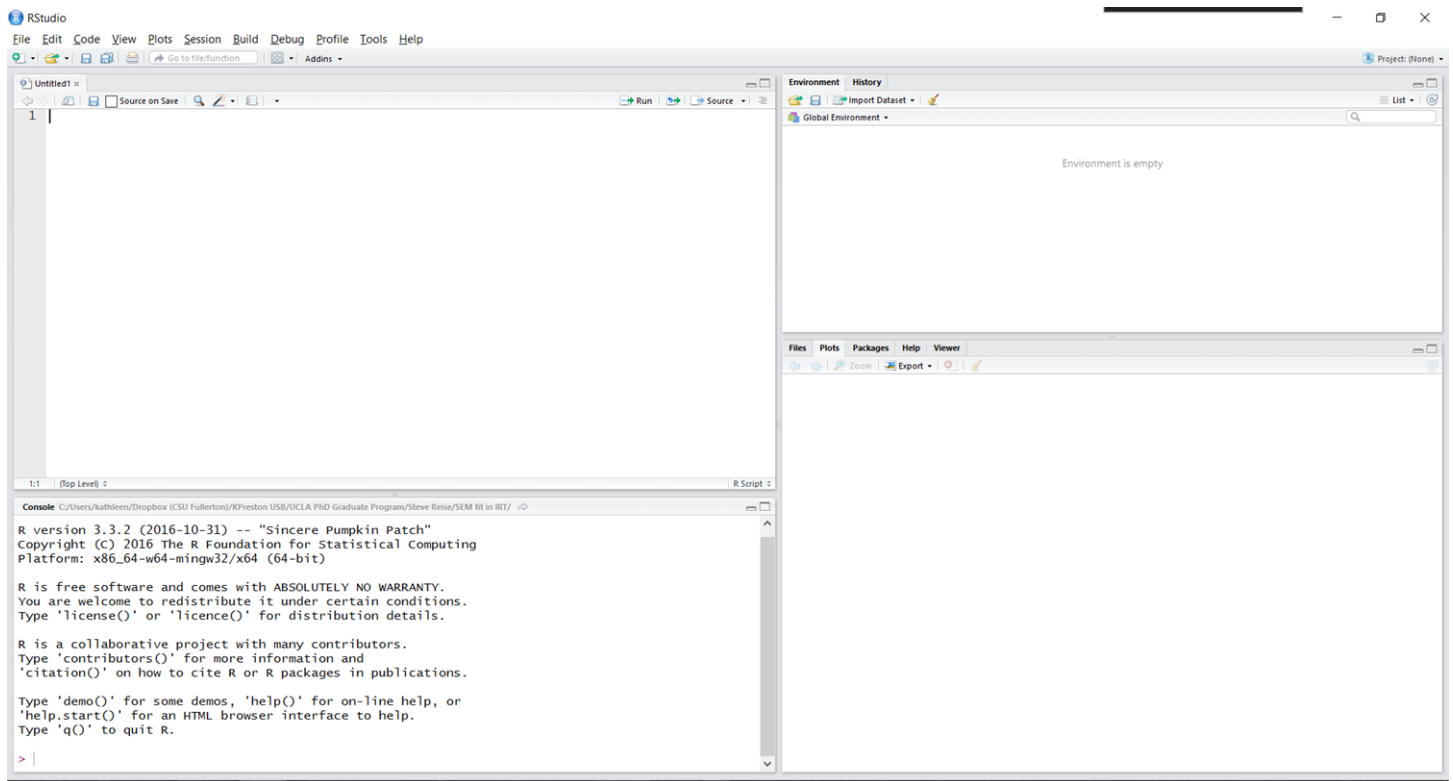 RStudio
File Edit Code View Plots Session Build Debug Profile Tools Help
Go to file/function Addins Project: (None)
Untitled1
Source on Save Run Source
1
1:1 (Top Level) R Script
Console C:/Users/kathleen/Dropbox (CSU Fullerton)/KPreston USB/UCLA PhD Graduate Program/Steve Reise/SEM fit in IRT/
R version 3.3.2 (2016-10-31) -- "Sincere Pumpkin Patch"
Copyright (C) 2016 The R Foundation for Statistical Computing
Platform: x86_64-w64-mingw32/x64 (64-bit)
R is free software and comes with ABSOLUTELY NO WARRANTY.
You are welcome to redistribute it under certain conditions.
Type 'license()' or 'licence()' for distribution details.
R is a collaborative project with many contributors.
Type 'contributors()' for more information and
'citation()' on how to cite R or R packages in publications.
Type 'demo()' for some demos, 'help()' for on-line help, or
'help.start()' for an HTML browser interface to help.
Type 'q()' to quit R.
>
Environment History
Import Dataset List
Global Environment
Environment is empty
Files Plots Packages Help Viewer
Zoom Export